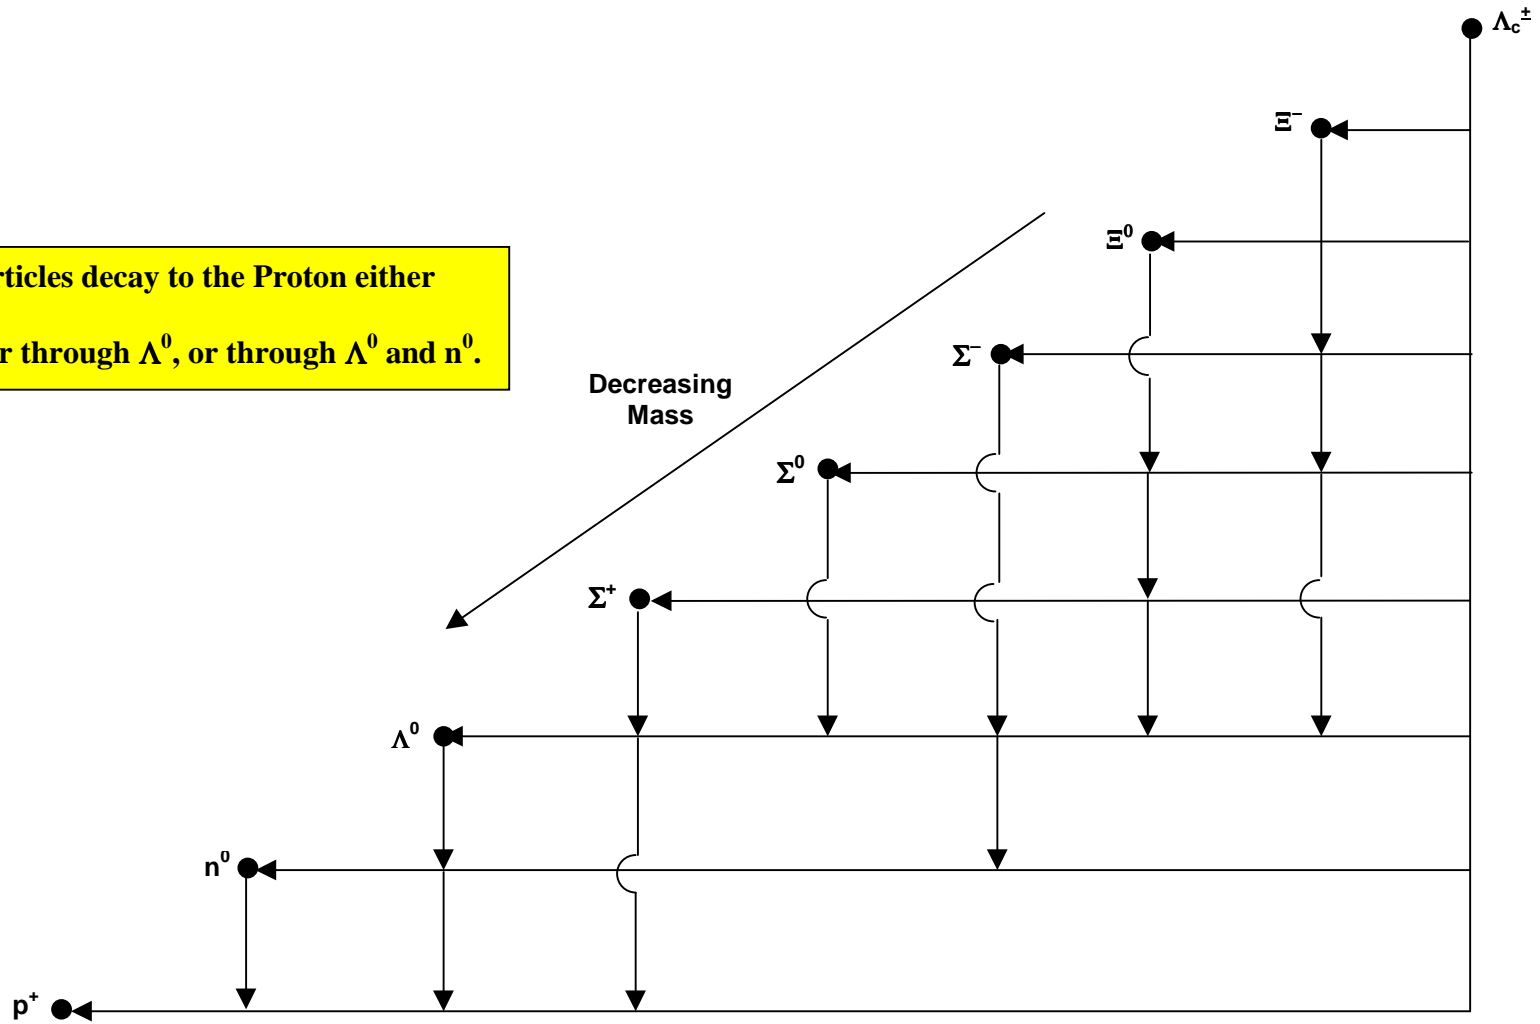 Λc±
Ξ–
Ξ0
rticles decay to the Proton either
r through Λ0, or through Λ0 and n0.
Σ–
Decreasing
Mass
Σ0
Σ+
Λ0
n0
p+